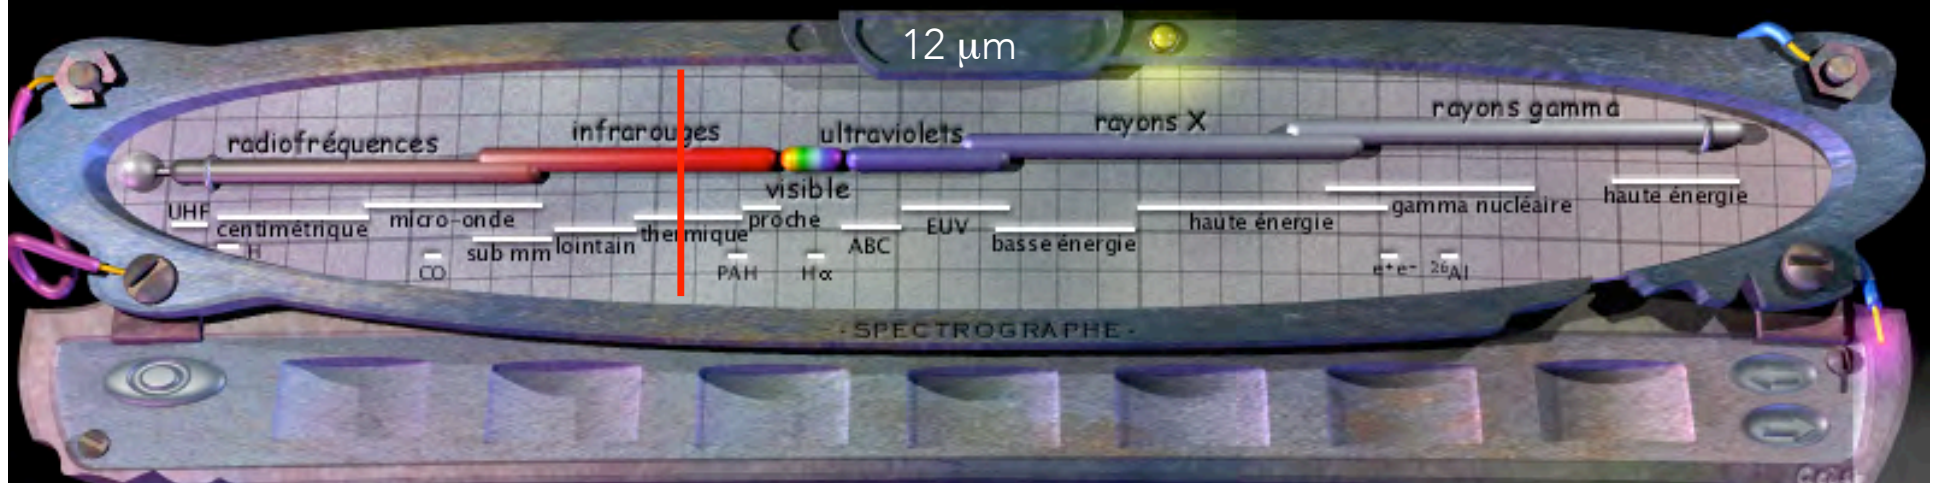 12 µm
rayons gamma
rayons X
infrarouges
ultraviolets
radiofréquences
visible
UHF
centimétrique
micro-onde
sub mm
lointain
thermique
proche
ABC
EUV
basse énergie
haute énergie
gamma nucléaire
haute énergie
H
CO
PAH
Hα
e⁺e⁻
²⁶Al
·SPECTROGRAPHE·